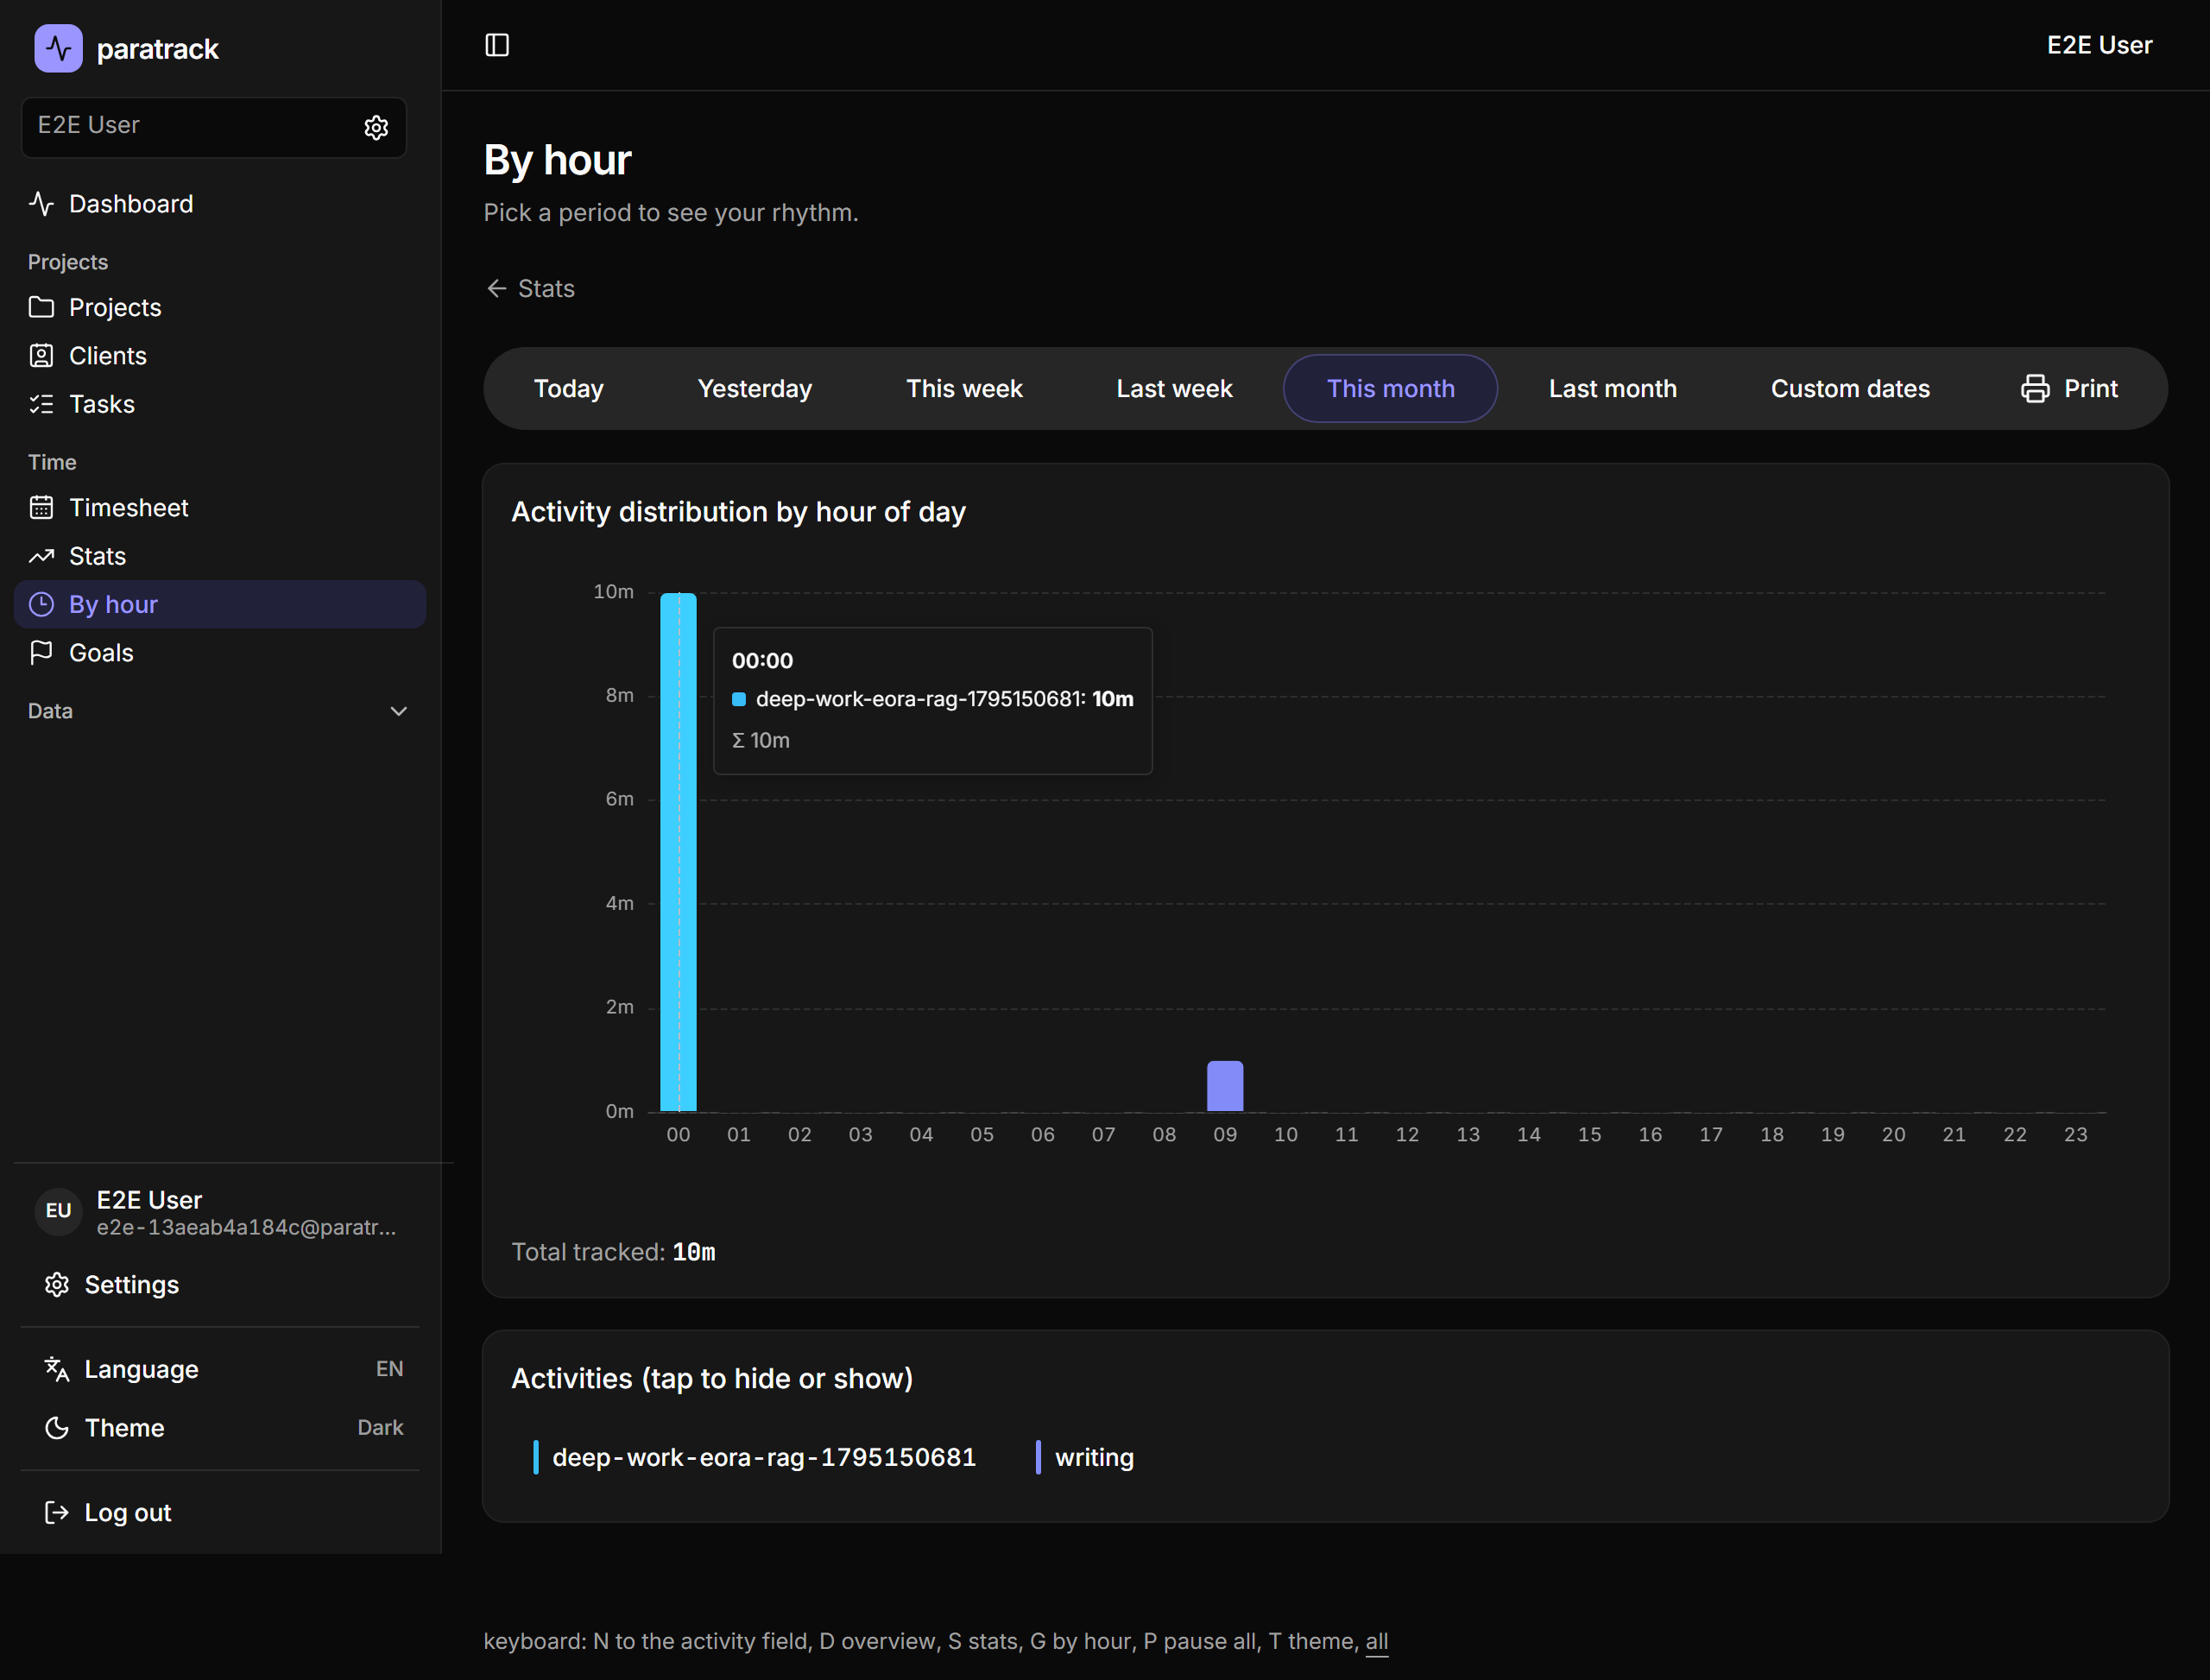 paratrack
E2E User
Dashboard
Projects
Projects
Clients
Tasks
Time
Timesheet
Stats
By hour
Goals
Data
EU
E2E User
e2e-13aeab4a184c@paratr...
Settings
Language EN
Theme Dark
Log out
E2E User
By hour
Pick a period to see your rhythm.
Stats
Today Yesterday This week Last week This month Last month Custom dates Print
Activity distribution by hour of day
10m
8m
6m
4m
2m
0m
00:00
deep-work-eora-rag-1795150681: 10m
Σ 10m
00 01 02 03 04 05 06 07 08 09 10 11 12 13 14 15 16 17 18 19 20 21 22 23
Total tracked: 10m
Activities (tap to hide or show)
deep-work-eora-rag-1795150681 writing
keyboard: N to the activity field, D overview, S stats, G by hour, P pause all, T theme, all